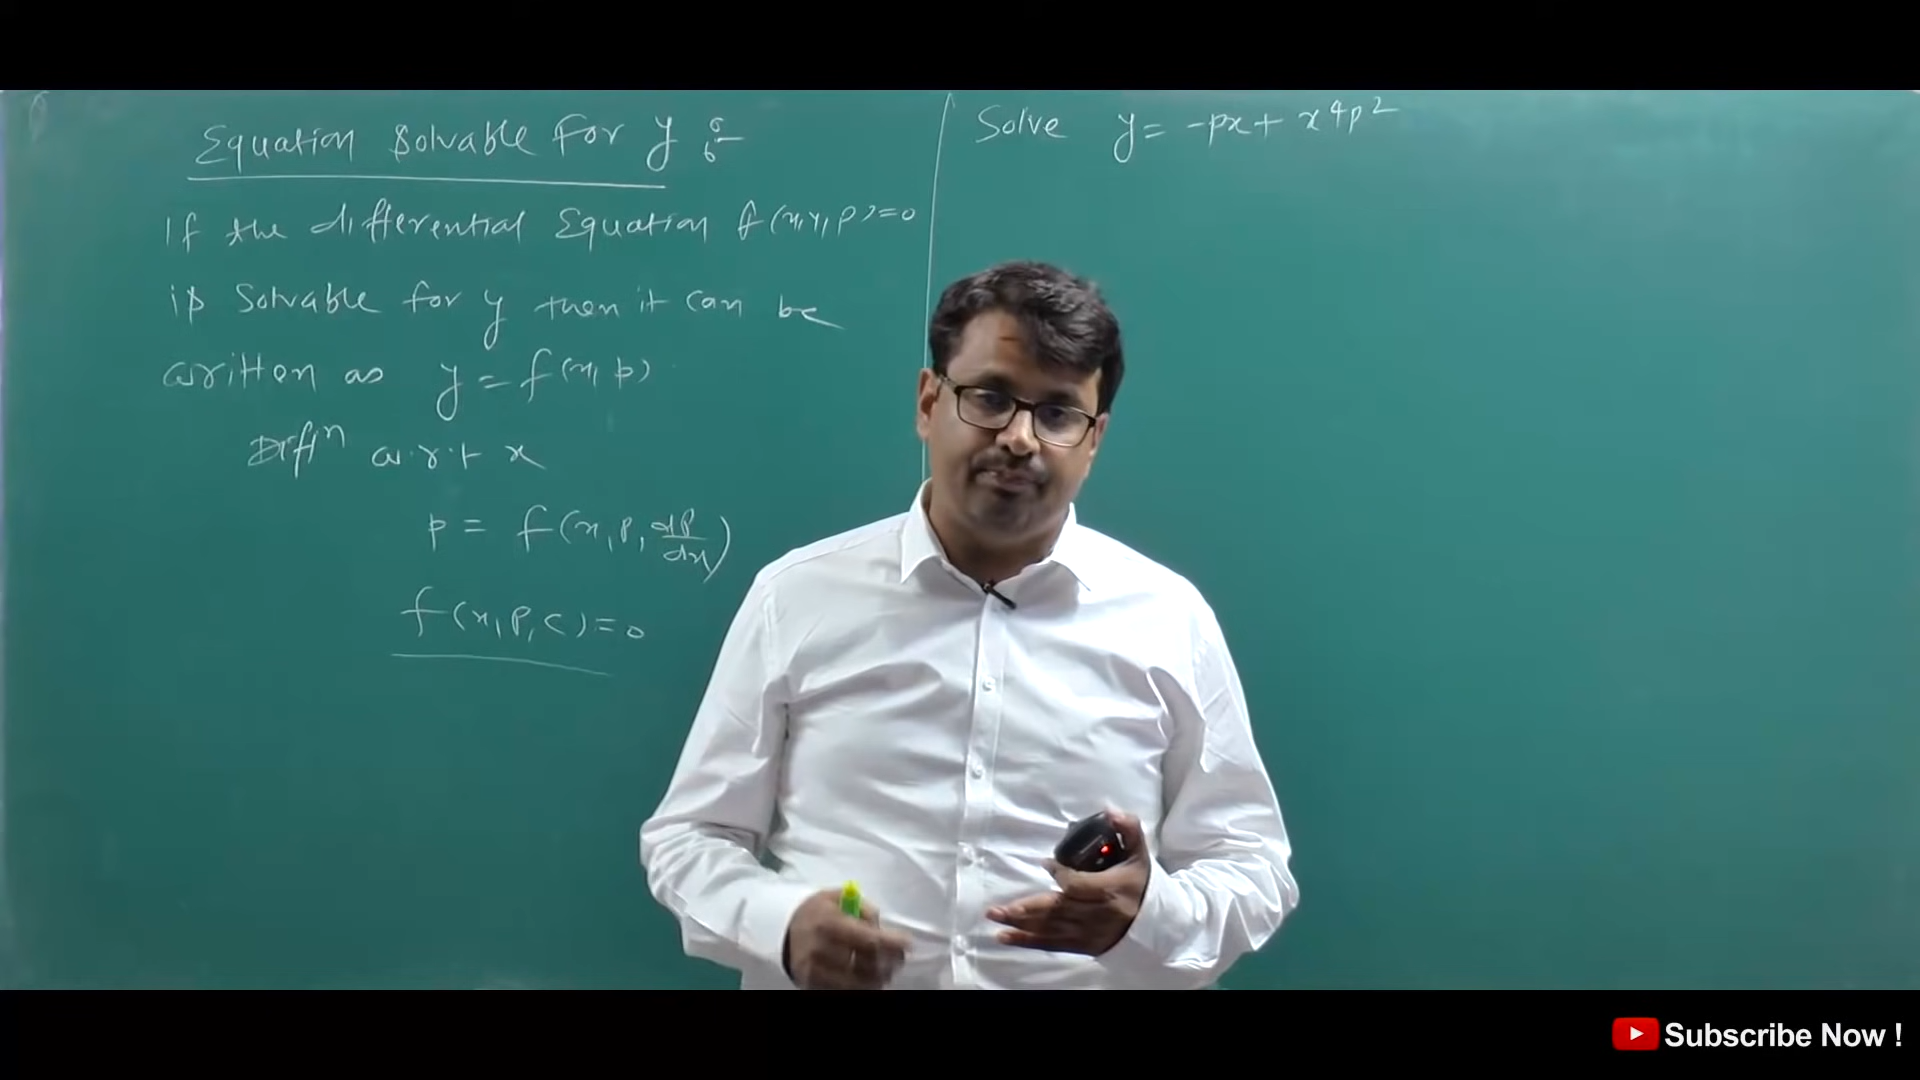 Equation Solvable For y :-
If the differential Equation f(x,y,p)=0
is Solvable for y then it can be
written as y = f(x, p)
Diffn w.r.t x
p = f(x, p, dp/dx)
f(x, p, c) = 0
Solve y = -px + x⁴p²
Subscribe Now !